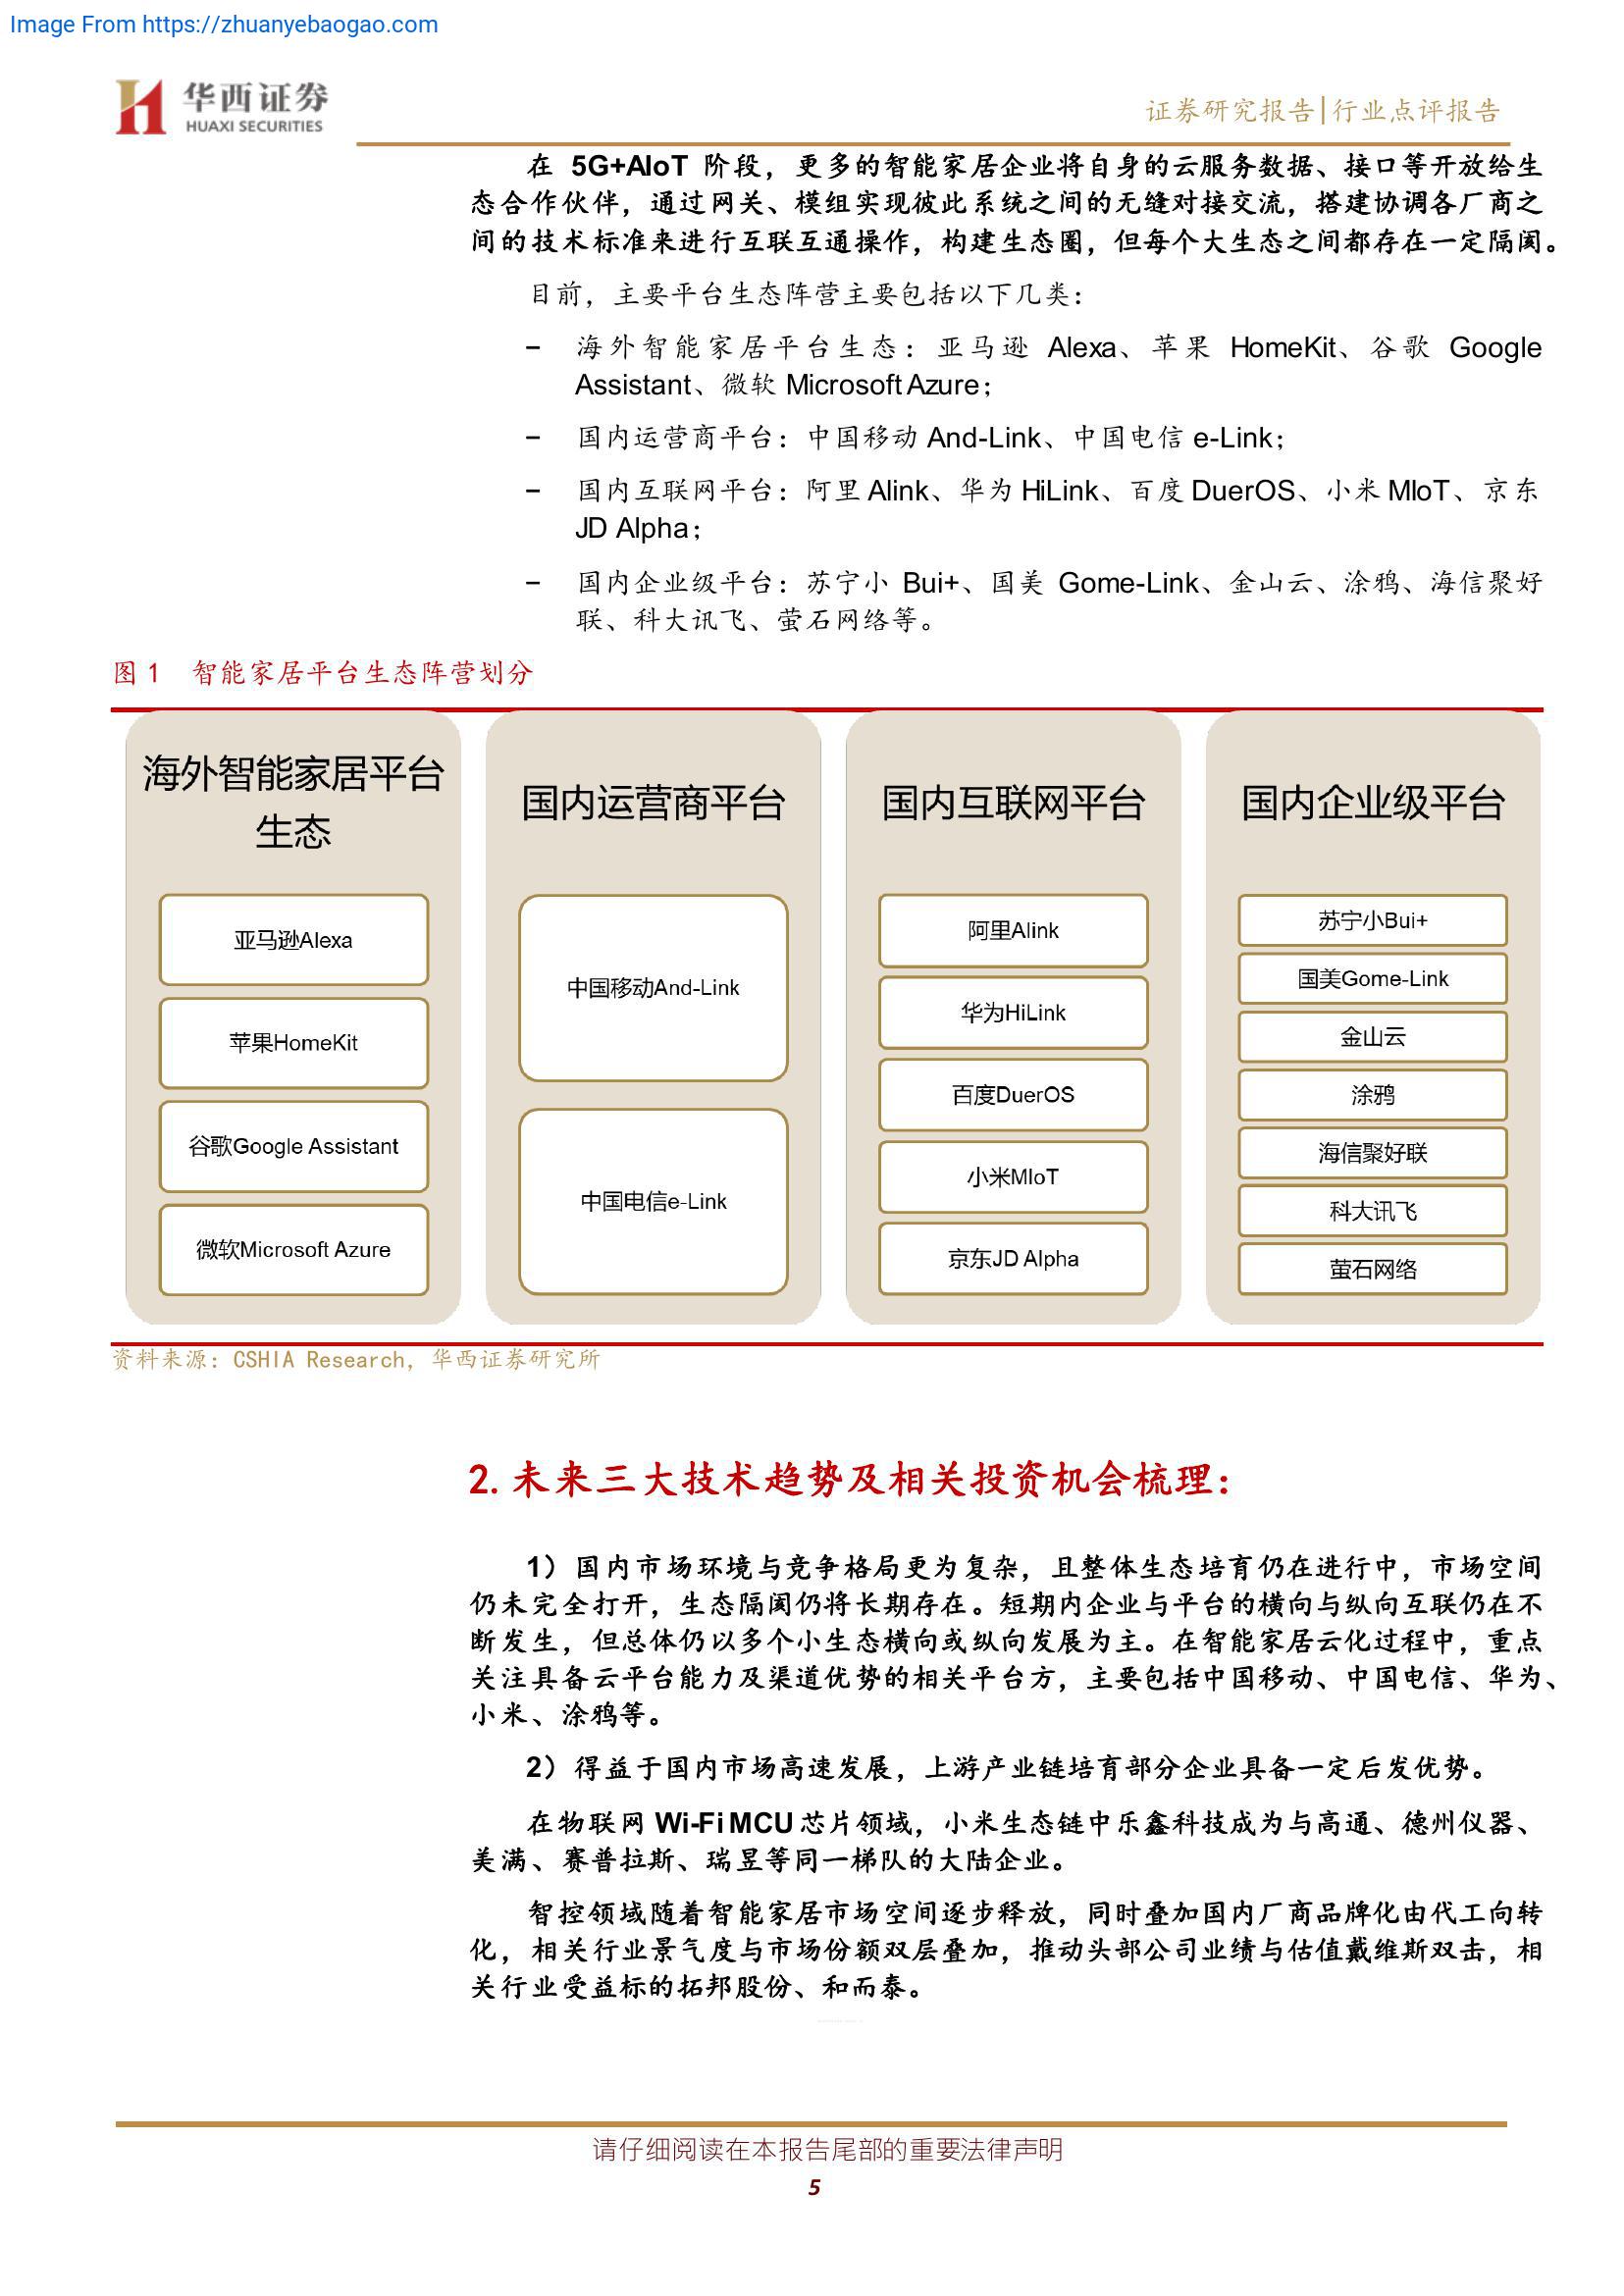 Image From https://zhuanyebaogao.com
华西证券
HUAXI SECURITIES
证券研究报告|行业点评报告
在 5G+AIoT 阶段，更多的智能家居企业将自身的云服务数据、接口等开放给生
态合作伙伴，通过网关、模组实现彼此系统之间的无缝对接交流，搭建协调各厂商之
间的技术标准来进行互联互通操作，构建生态圈，但每个大生态之间都存在一定隔阂。
目前，主要平台生态阵营主要包括以下几类：
– 海外智能家居平台生态：亚马逊 Alexa、苹果 HomeKit、谷歌 Google
Assistant、微软 Microsoft Azure；
– 国内运营商平台：中国移动 And-Link、中国电信 e-Link；
– 国内互联网平台：阿里 Alink、华为 HiLink、百度 DuerOS、小米 MIoT、京东
JD Alpha；
– 国内企业级平台：苏宁小 Bui+、国美 Gome-Link、金山云、涂鸦、海信聚好
联、科大讯飞、萤石网络等。
图 1 智能家居平台生态阵营划分
海外智能家居平台
生态
亚马逊Alexa
苹果HomeKit
谷歌Google Assistant
微软Microsoft Azure
国内运营商平台
中国移动And-Link
中国电信e-Link
国内互联网平台
阿里Alink
华为HiLink
百度DuerOS
小米MIoT
京东JD Alpha
国内企业级平台
苏宁小Bui+
国美Gome-Link
金山云
涂鸦
海信聚好联
科大讯飞
萤石网络
资料来源：CSHIA Research，华西证券研究所
2. 未来三大技术趋势及相关投资机会梳理：
1）国内市场环境与竞争格局更为复杂，且整体生态培育仍在进行中，市场空间
仍未完全打开，生态隔阂仍将长期存在。短期内企业与平台的横向与纵向互联仍在不
断发生，但总体仍以多个小生态横向或纵向发展为主。在智能家居云化过程中，重点
关注具备云平台能力及渠道优势的相关平台方，主要包括中国移动、中国电信、华为、
小米、涂鸦等。
2）得益于国内市场高速发展，上游产业链培育部分企业具备一定后发优势。
在物联网 Wi-Fi MCU 芯片领域，小米生态链中乐鑫科技成为与高通、德州仪器、
美满、赛普拉斯、瑞昱等同一梯队的大陆企业。
智控领域随着智能家居市场空间逐步释放，同时叠加国内厂商品牌化由代工向转
化，相关行业景气度与市场份额双层叠加，推动头部公司业绩与估值戴维斯双击，相
关行业受益标的拓邦股份、和而泰。
请仔细阅读在本报告尾部的重要法律声明
5